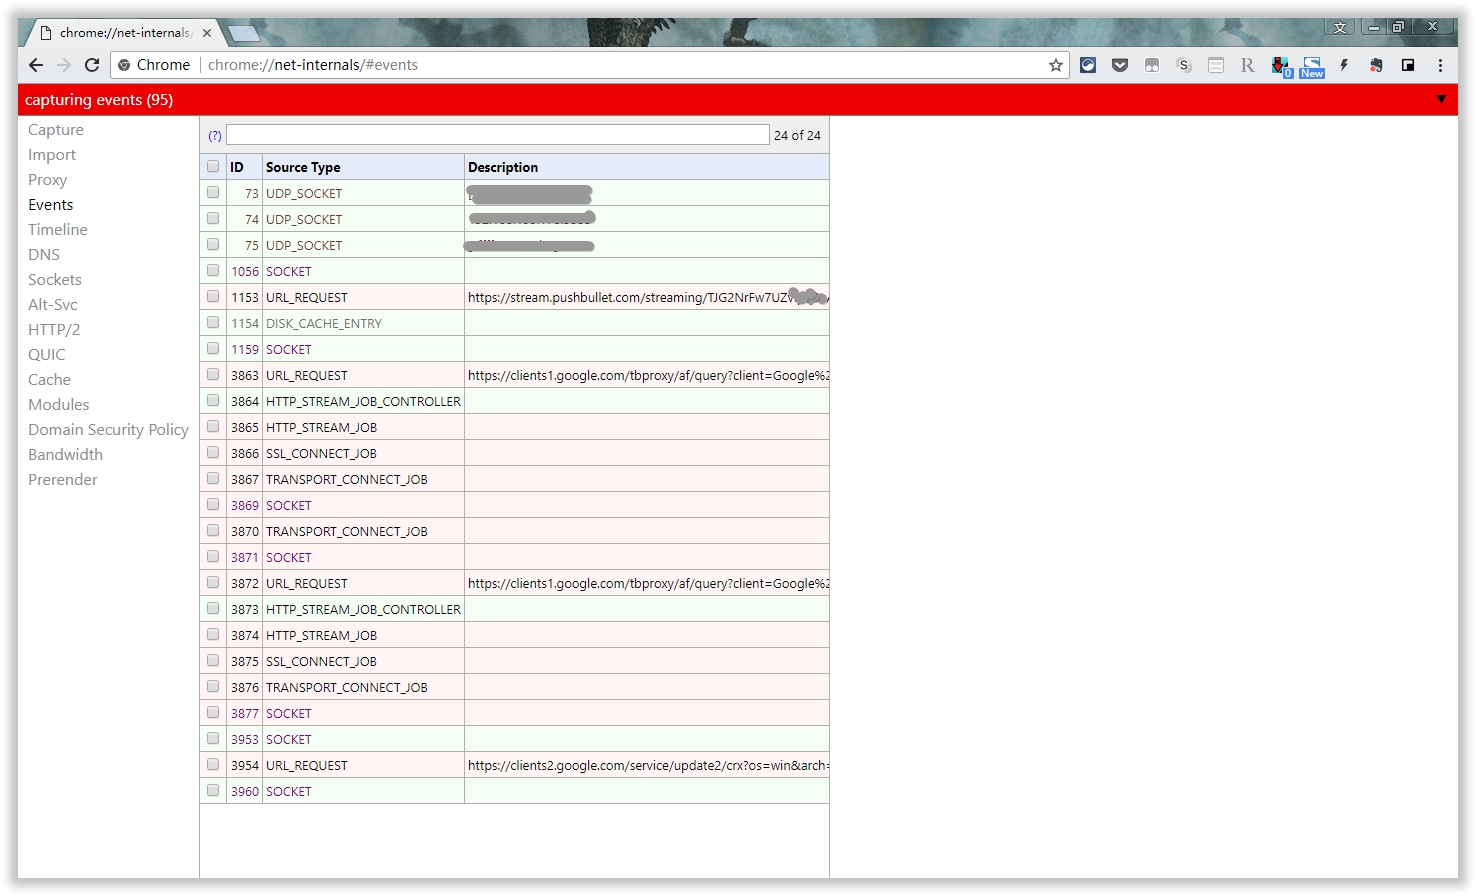 chrome://net-internals/
文
Chrome chrome://net-internals/#events
S R 0 New
capturing events (95)
Capture
Import
Proxy
Events
Timeline
DNS
Sockets
Alt-Svc
HTTP/2
QUIC
Cache
Modules
Domain Security Policy
Bandwidth
Prerender
(?) 24 of 24
ID Source Type Description
73 UDP_SOCKET
74 UDP_SOCKET
75 UDP_SOCKET
1056 SOCKET
1153 URL_REQUEST https://stream.pushbullet.com/streaming/TJG2NrFw7UZ
1154 DISK_CACHE_ENTRY
1159 SOCKET
3863 URL_REQUEST https://clients1.google.com/tbproxy/af/query?client=Google%2
3864 HTTP_STREAM_JOB_CONTROLLER
3865 HTTP_STREAM_JOB
3866 SSL_CONNECT_JOB
3867 TRANSPORT_CONNECT_JOB
3869 SOCKET
3870 TRANSPORT_CONNECT_JOB
3871 SOCKET
3872 URL_REQUEST https://clients1.google.com/tbproxy/af/query?client=Google%2
3873 HTTP_STREAM_JOB_CONTROLLER
3874 HTTP_STREAM_JOB
3875 SSL_CONNECT_JOB
3876 TRANSPORT_CONNECT_JOB
3877 SOCKET
3953 SOCKET
3954 URL_REQUEST https://clients2.google.com/service/update2/crx?os=win&arch=
3960 SOCKET